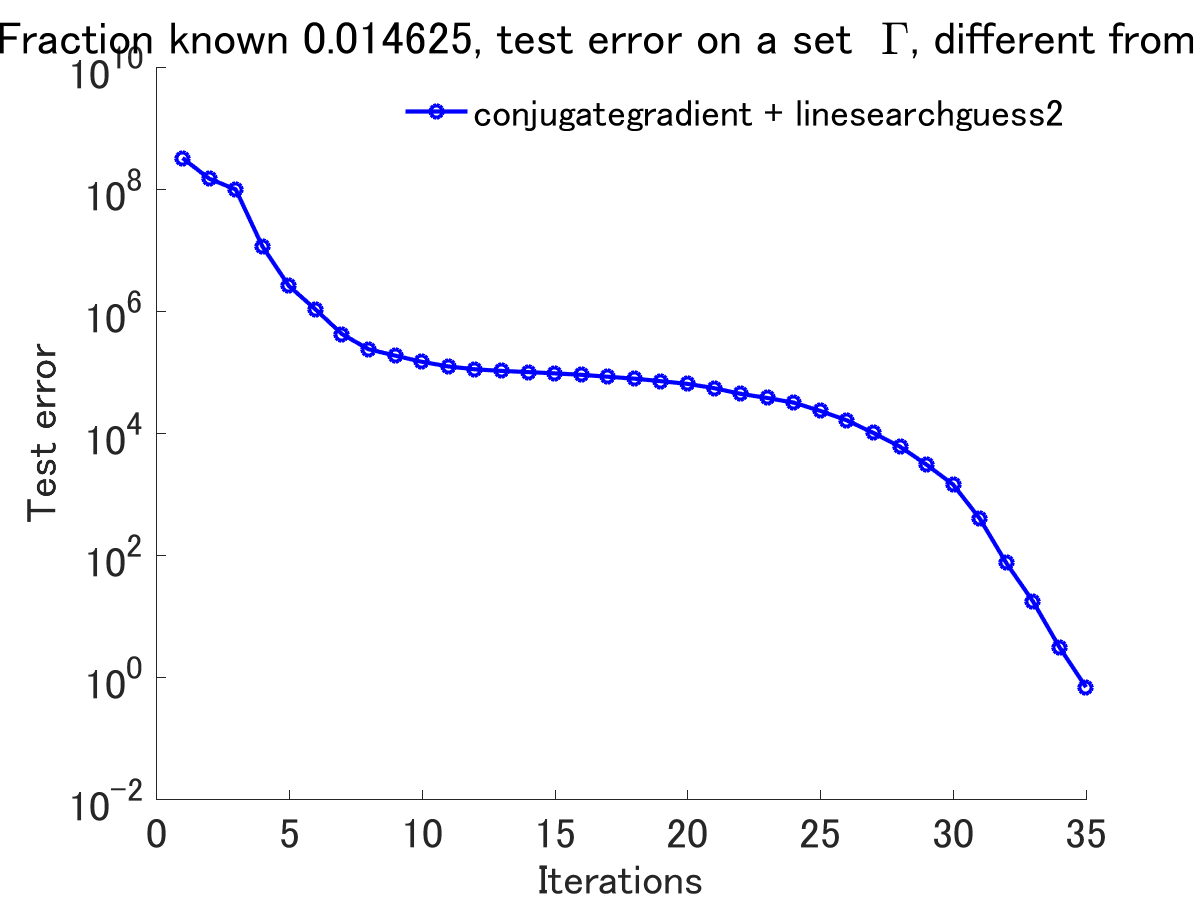 Fraction known 0.014625, test error on a set Γ, different from
10^10
conjugategradient + linesearchguess2
10^8
10^6
10^4
10^2
10^0
10^-2
Test error
0 5 10 15 20 25 30 35
Iterations